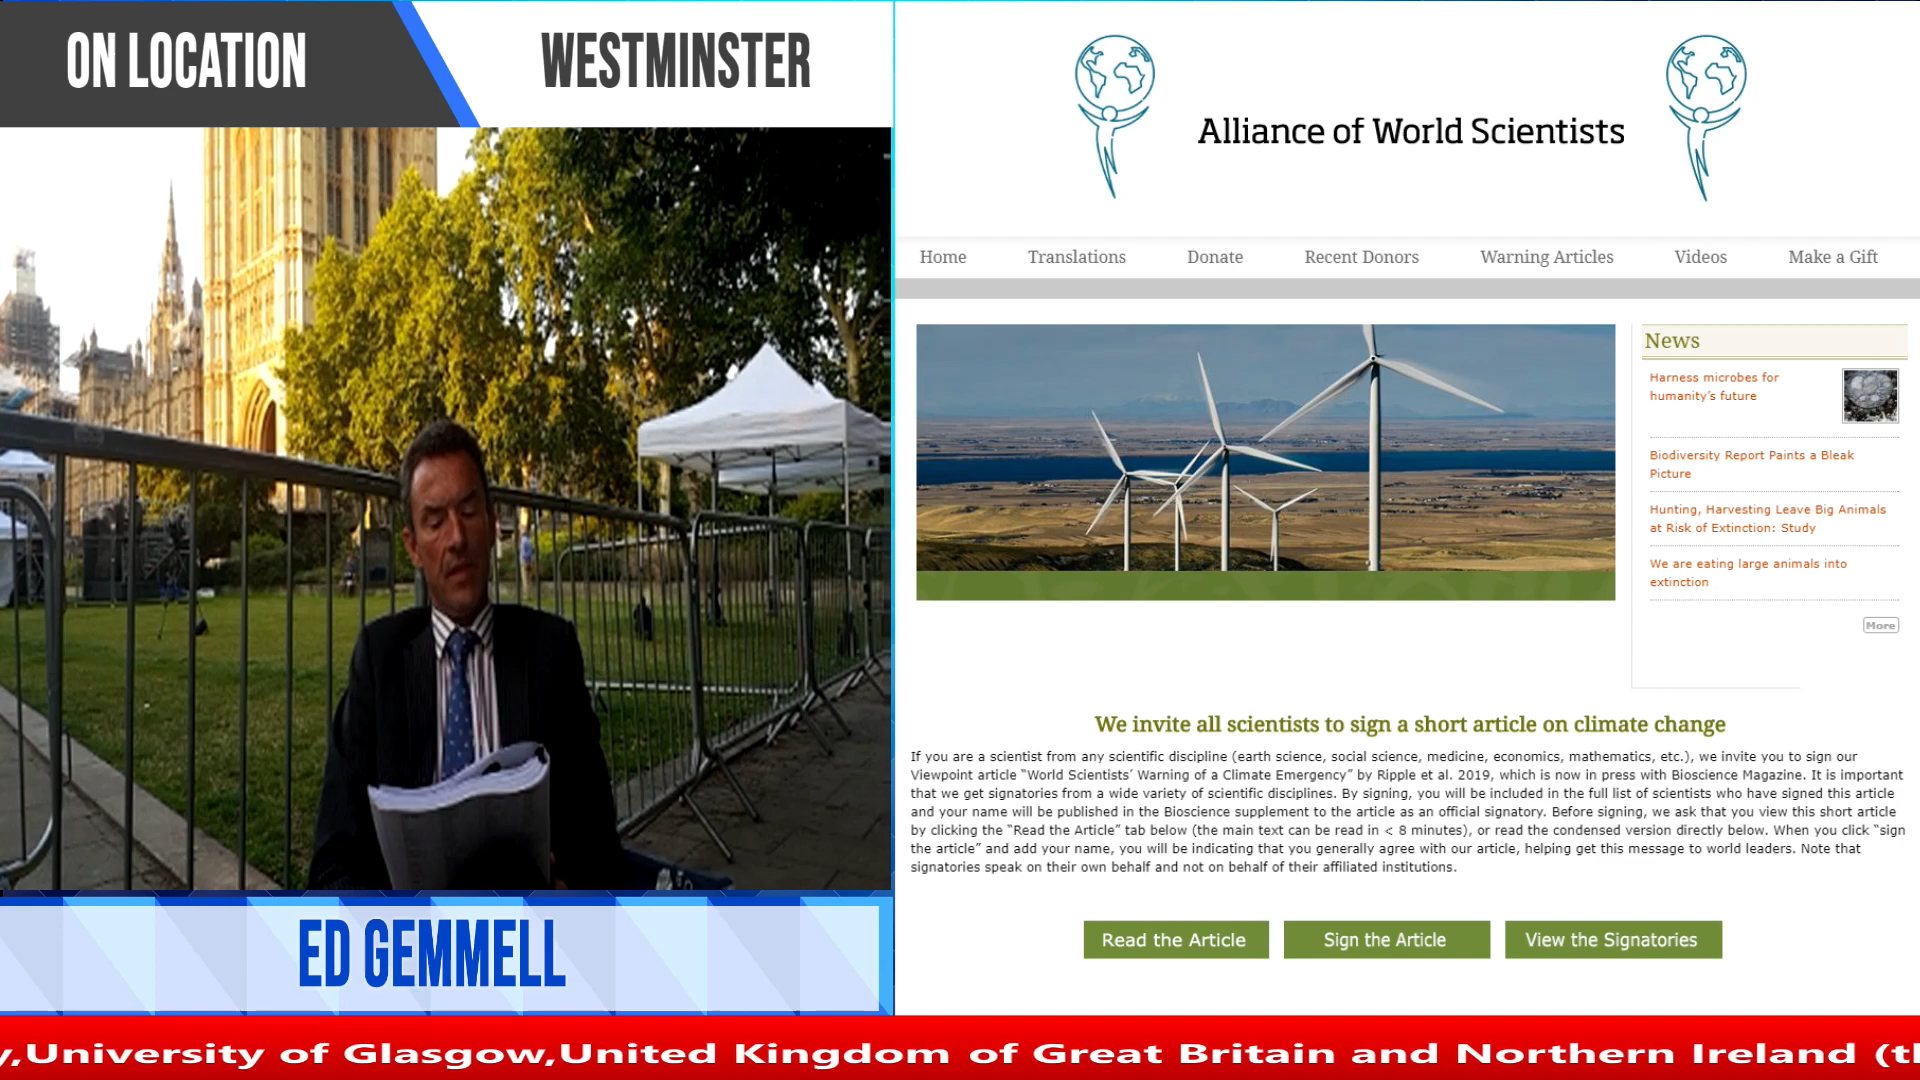 ON LOCATION
WESTMINSTER
Alliance of World Scientists
Home Translations Donate Recent Donors Warning Articles Videos Make a Gift
News
Harness microbes for
humanity's future
Biodiversity Report Paints a Bleak
Picture
Hunting, Harvesting Leave Big Animals
at Risk of Extinction: Study
We are eating large animals into
extinction
More
We invite all scientists to sign a short article on climate change
If you are a scientist from any scientific discipline (earth science, social science, medicine, economics, mathematics, etc.), we invite you to sign our
Viewpoint article “World Scientists’ Warning of a Climate Emergency” by Ripple et al. 2019, which is now in press with Bioscience Magazine. It is important
that we get signatories from a wide variety of scientific disciplines. By signing, you will be included in the full list of scientists who have signed this article
and your name will be published in the Bioscience supplement to the article as an official signatory. Before signing, we ask that you view this short article
by clicking the “Read the Article” tab below (the main text can be read in < 8 minutes), or read the condensed version directly below. When you click “sign
the article” and add your name, you will be indicating that you generally agree with our article, helping get this message to world leaders. Note that
signatories speak on their own behalf and not on behalf of their affiliated institutions.
Read the Article Sign the Article View the Signatories
ED GEMMELL
y,University of Glasgow,United Kingdom of Great Britain and Northern Ireland (th